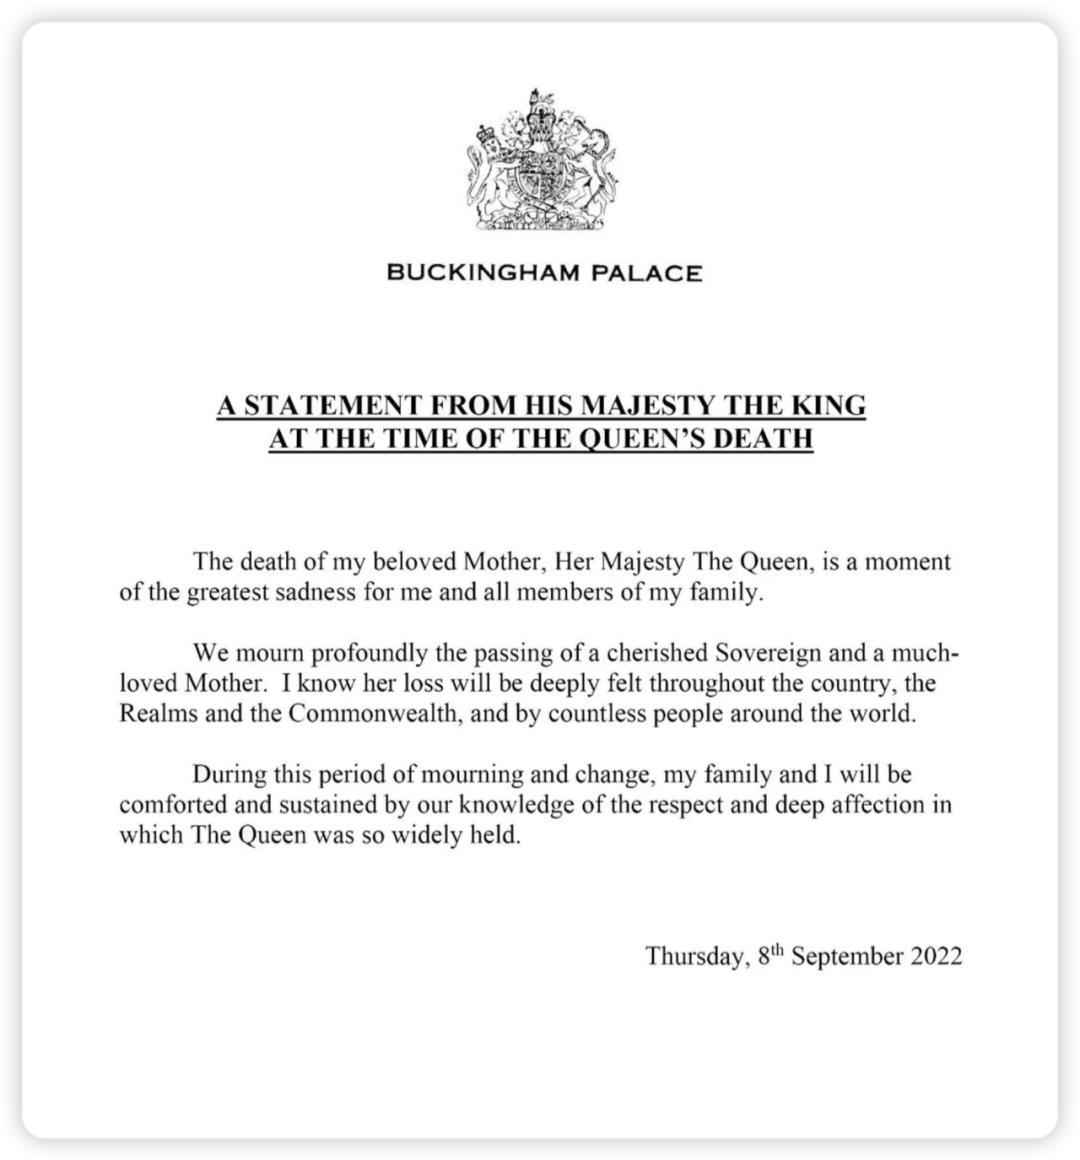 BUCKINGHAM PALACE
A STATEMENT FROM HIS MAJESTY THE KING
AT THE TIME OF THE QUEEN’S DEATH
The death of my beloved Mother, Her Majesty The Queen, is a moment
of the greatest sadness for me and all members of my family.
We mourn profoundly the passing of a cherished Sovereign and a much-
loved Mother.  I know her loss will be deeply felt throughout the country, the
Realms and the Commonwealth, and by countless people around the world.
During this period of mourning and change, my family and I will be
comforted and sustained by our knowledge of the respect and deep affection in
which The Queen was so widely held.
Thursday, 8th September 2022